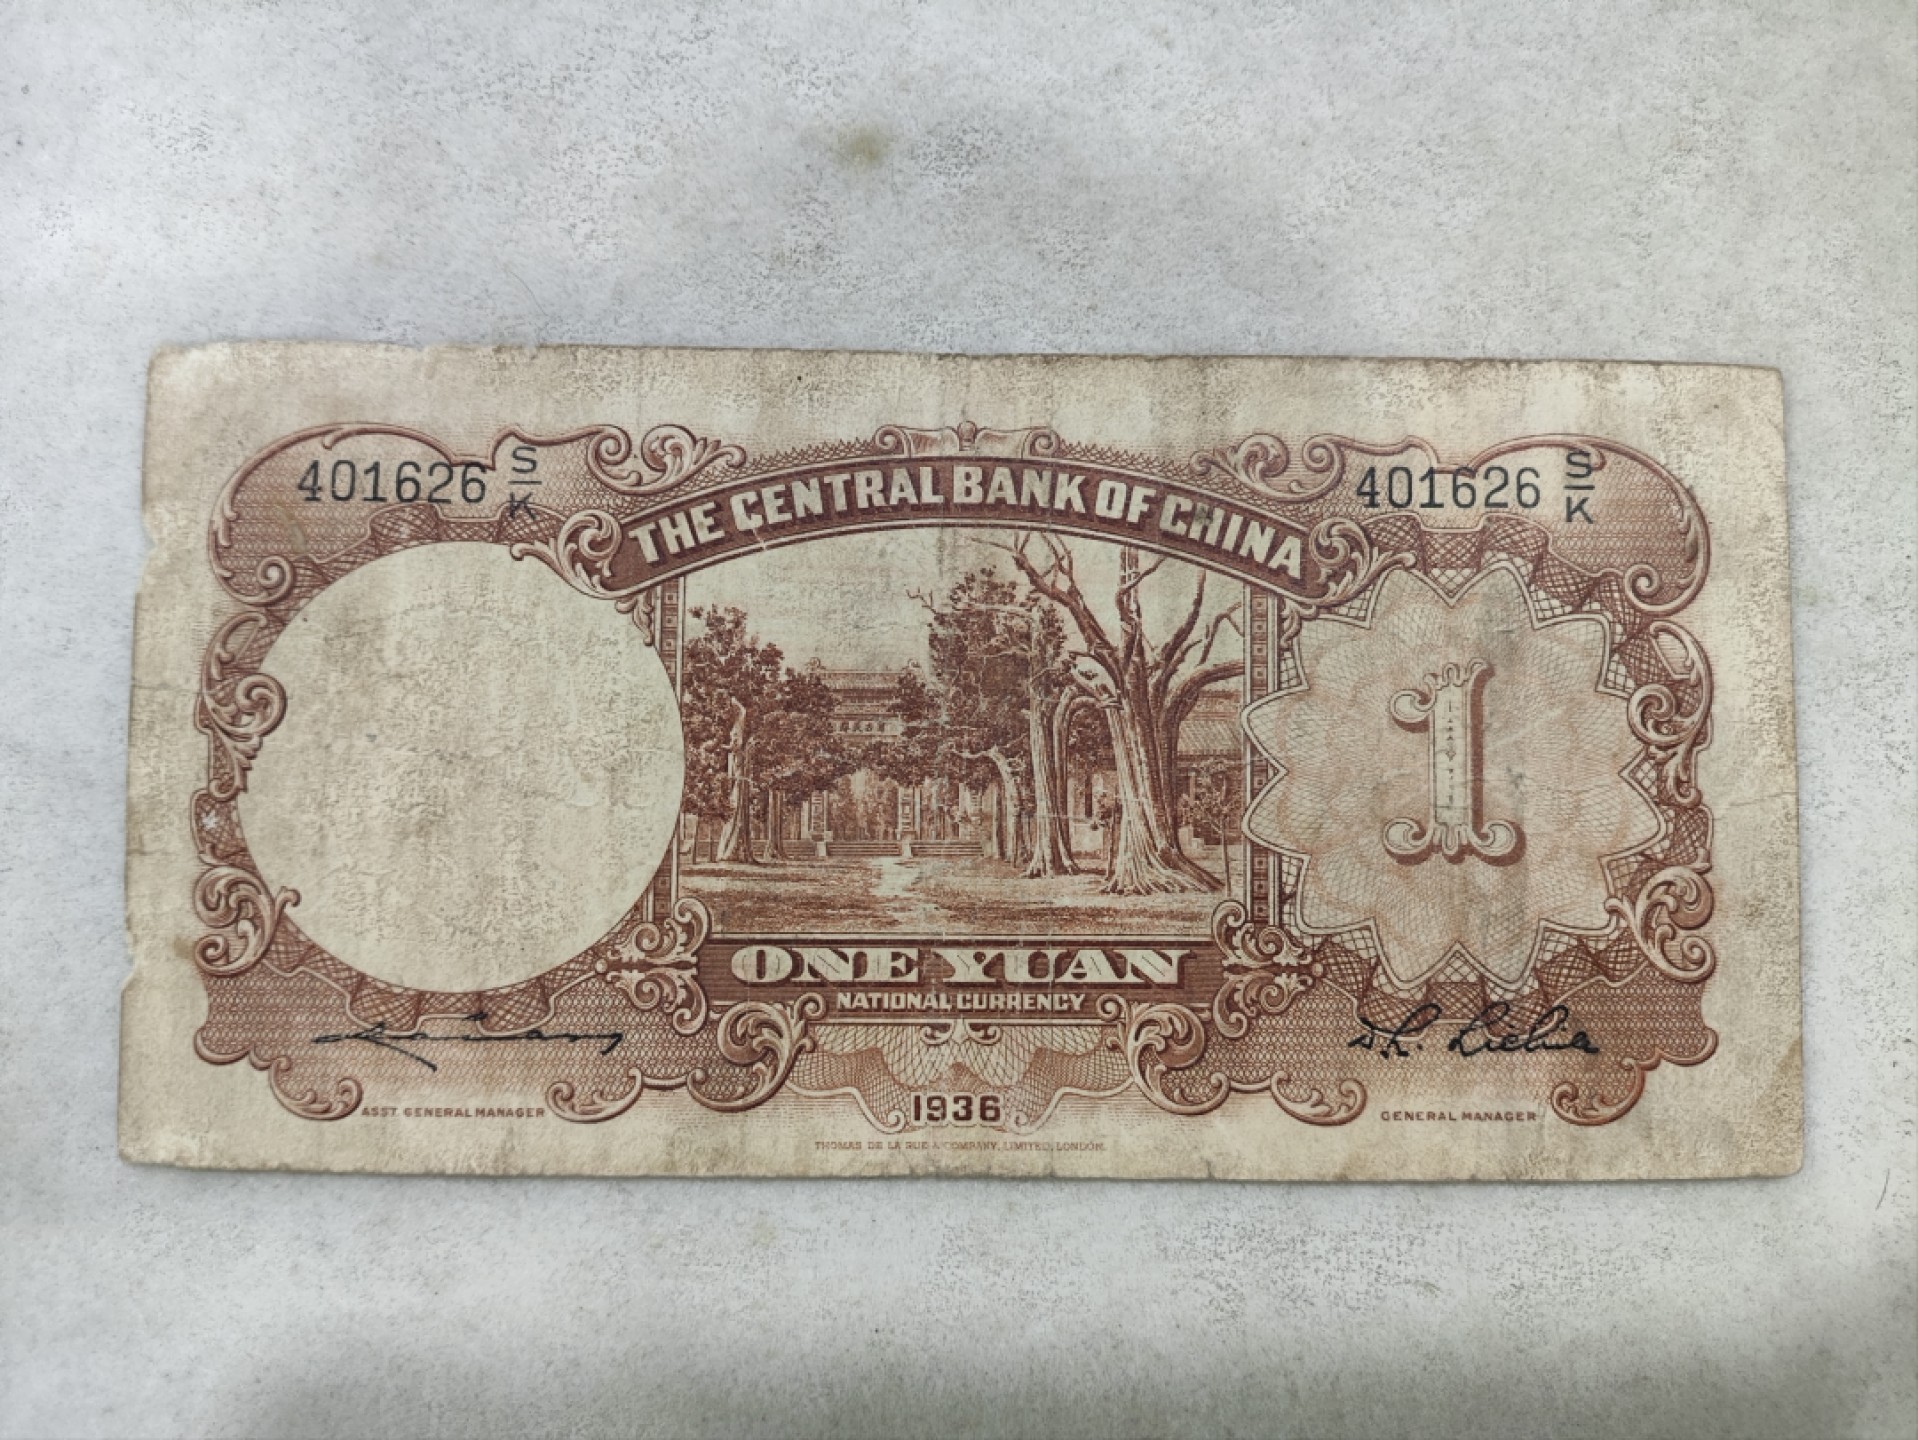 401626 S/K
401626 S/K
THE CENTRAL BANK OF CHINA
1
ONE YUAN
NATIONAL CURRENCY
ASST. GENERAL MANAGER
1936
GENERAL MANAGER
THOMAS DE LA RUE & COMPANY, LIMITED, LONDON.